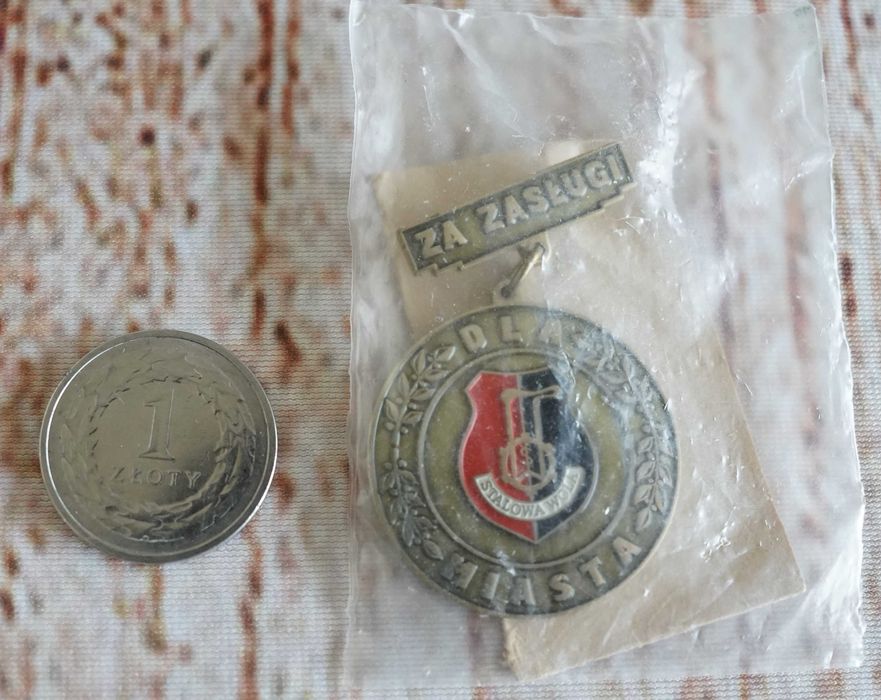 1
ZŁOTY
ZA ZASŁUGI
DLA
STALOWA WOLA
MIASTA